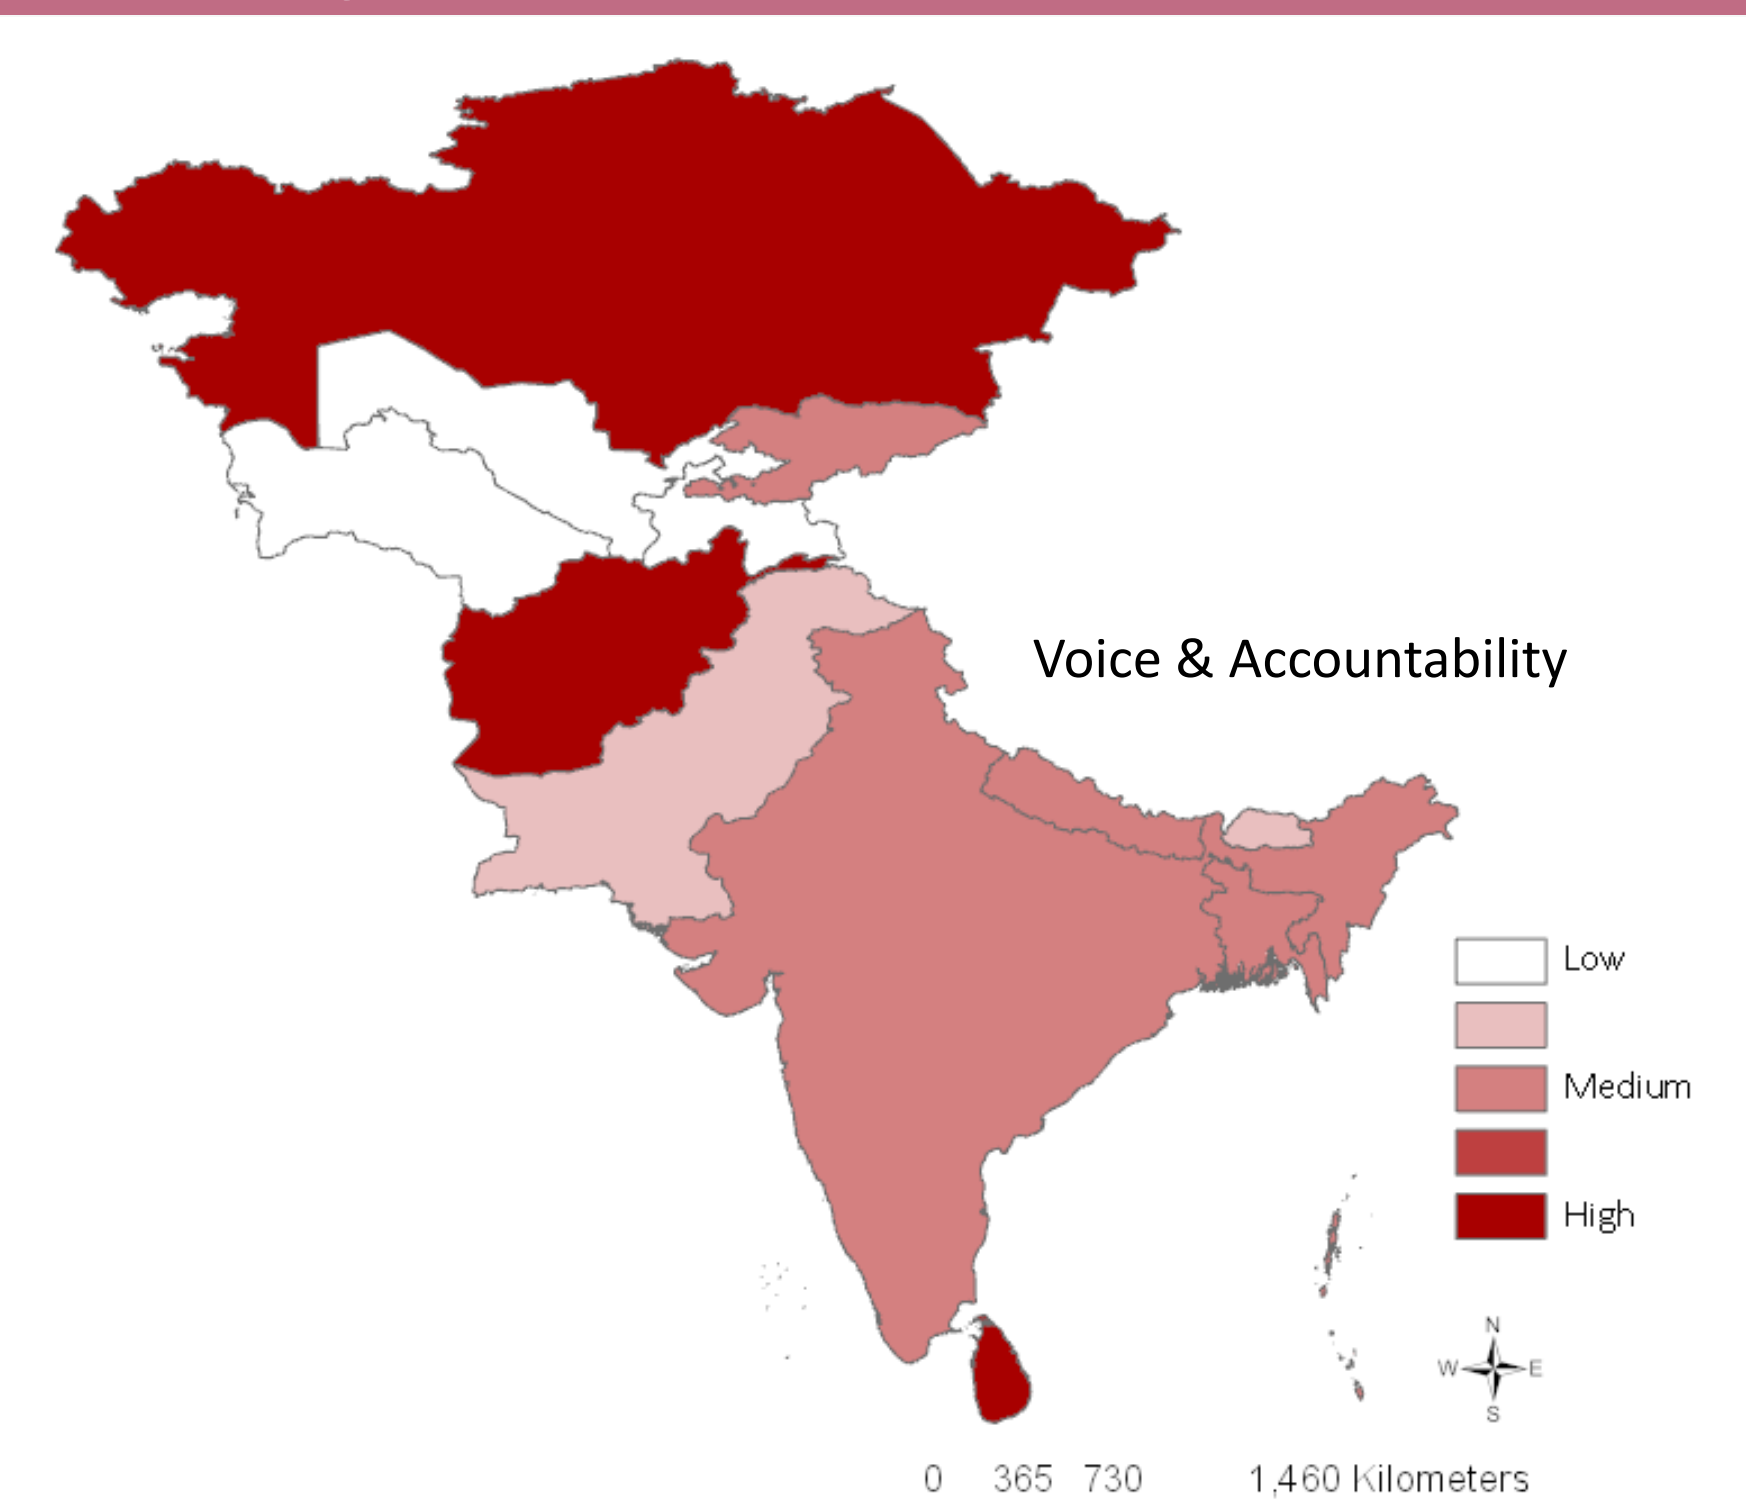 Voice & Accountability
Low
Medium
High
N
W E
S
0 365 730 1,460 Kilometers